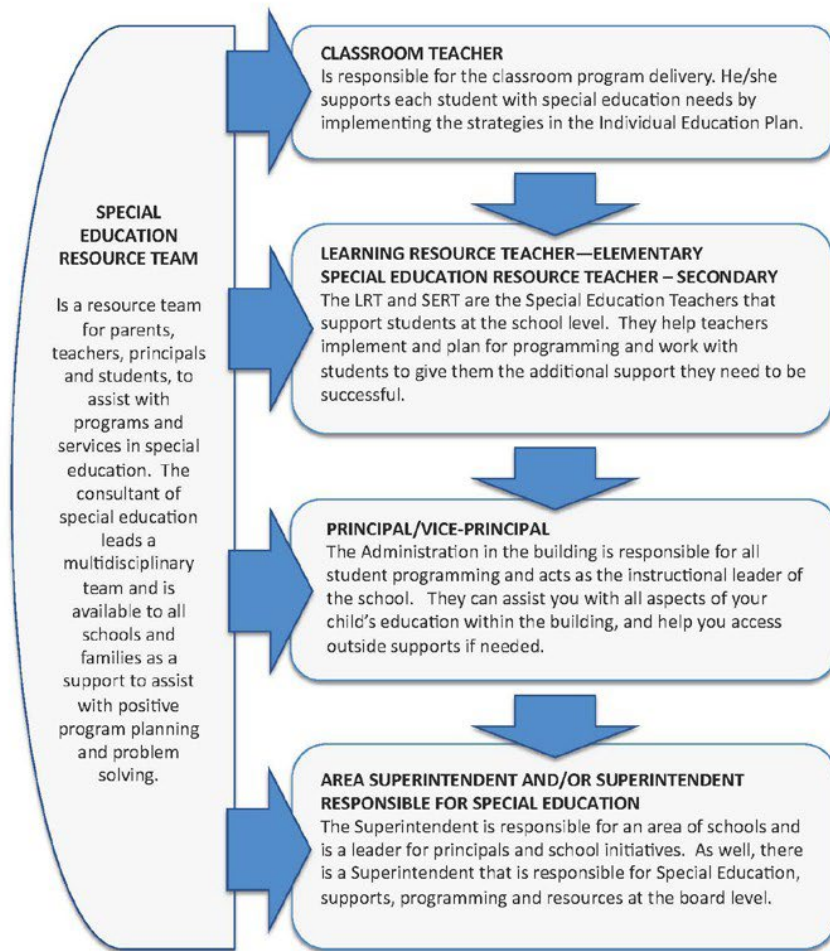 SPECIAL
EDUCATION
RESOURCE TEAM
Is a resource team
for parents,
teachers, principals
and students, to
assist with
programs and
services in special
education.  The
consultant of
special education
leads a
multidisciplinary
team and is
available to all
schools and
families as a
support to assist
with positive
program planning
and problem
solving.
CLASSROOM TEACHER
Is responsible for the classroom program delivery. He/she
supports each student with special education needs by
implementing the strategies in the Individual Education Plan.
LEARNING RESOURCE TEACHER—ELEMENTARY
SPECIAL EDUCATION RESOURCE TEACHER – SECONDARY
The LRT and SERT are the Special Education Teachers that
support students at the school level.  They help teachers
implement and plan for programming and work with
students to give them the additional support they need to be
successful.
PRINCIPAL/VICE-PRINCIPAL
The Administration in the building is responsible for all
student programming and acts as the instructional leader of
the school.   They can assist you with all aspects of your
child's education within the building, and help you access
outside supports if needed.
AREA SUPERINTENDENT AND/OR SUPERINTENDENT
RESPONSIBLE FOR SPECIAL EDUCATION
The Superintendent is responsible for an area of schools and
is a leader for principals and school initiatives.  As well, there
is a Superintendent that is responsible for Special Education,
supports, programming and resources at the board level.